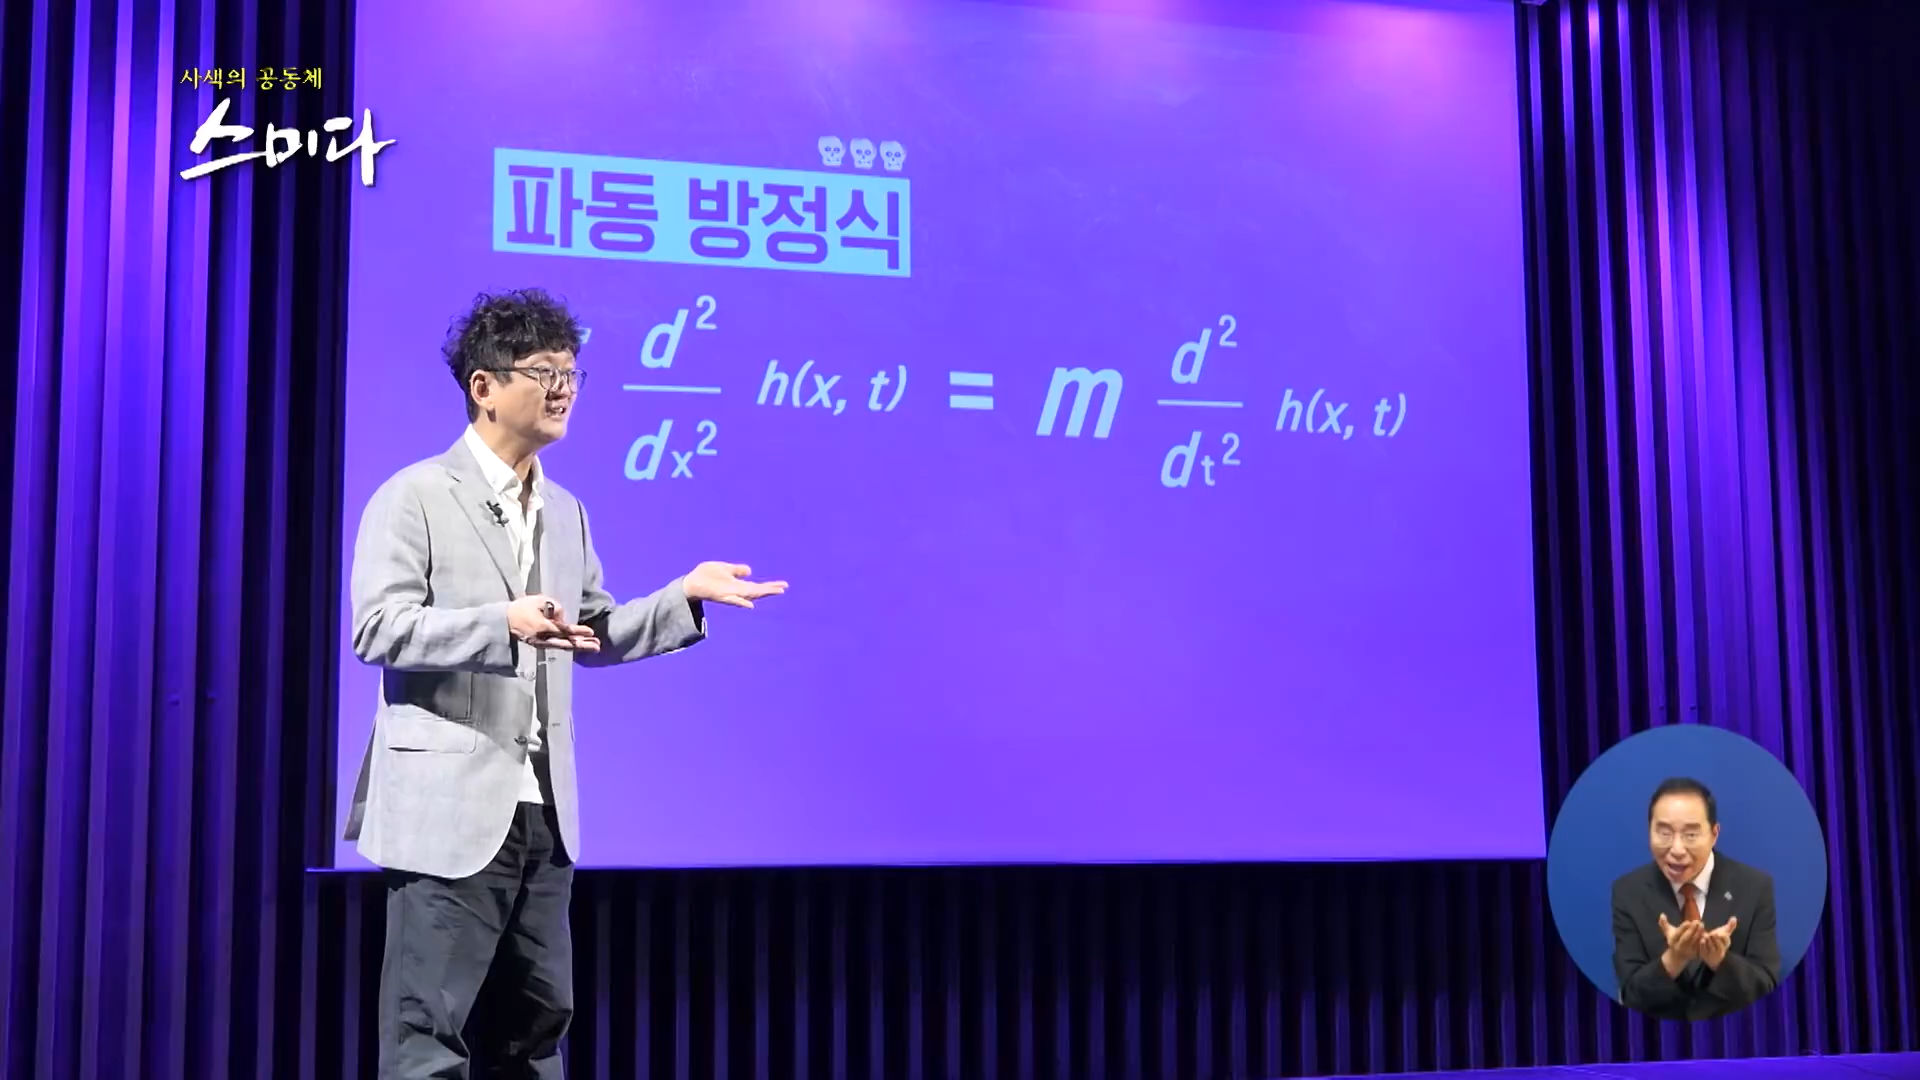 사색의 공동체
스미다
파동 방정식
d² h(x, t) = m d² h(x, t)
dx² dt²